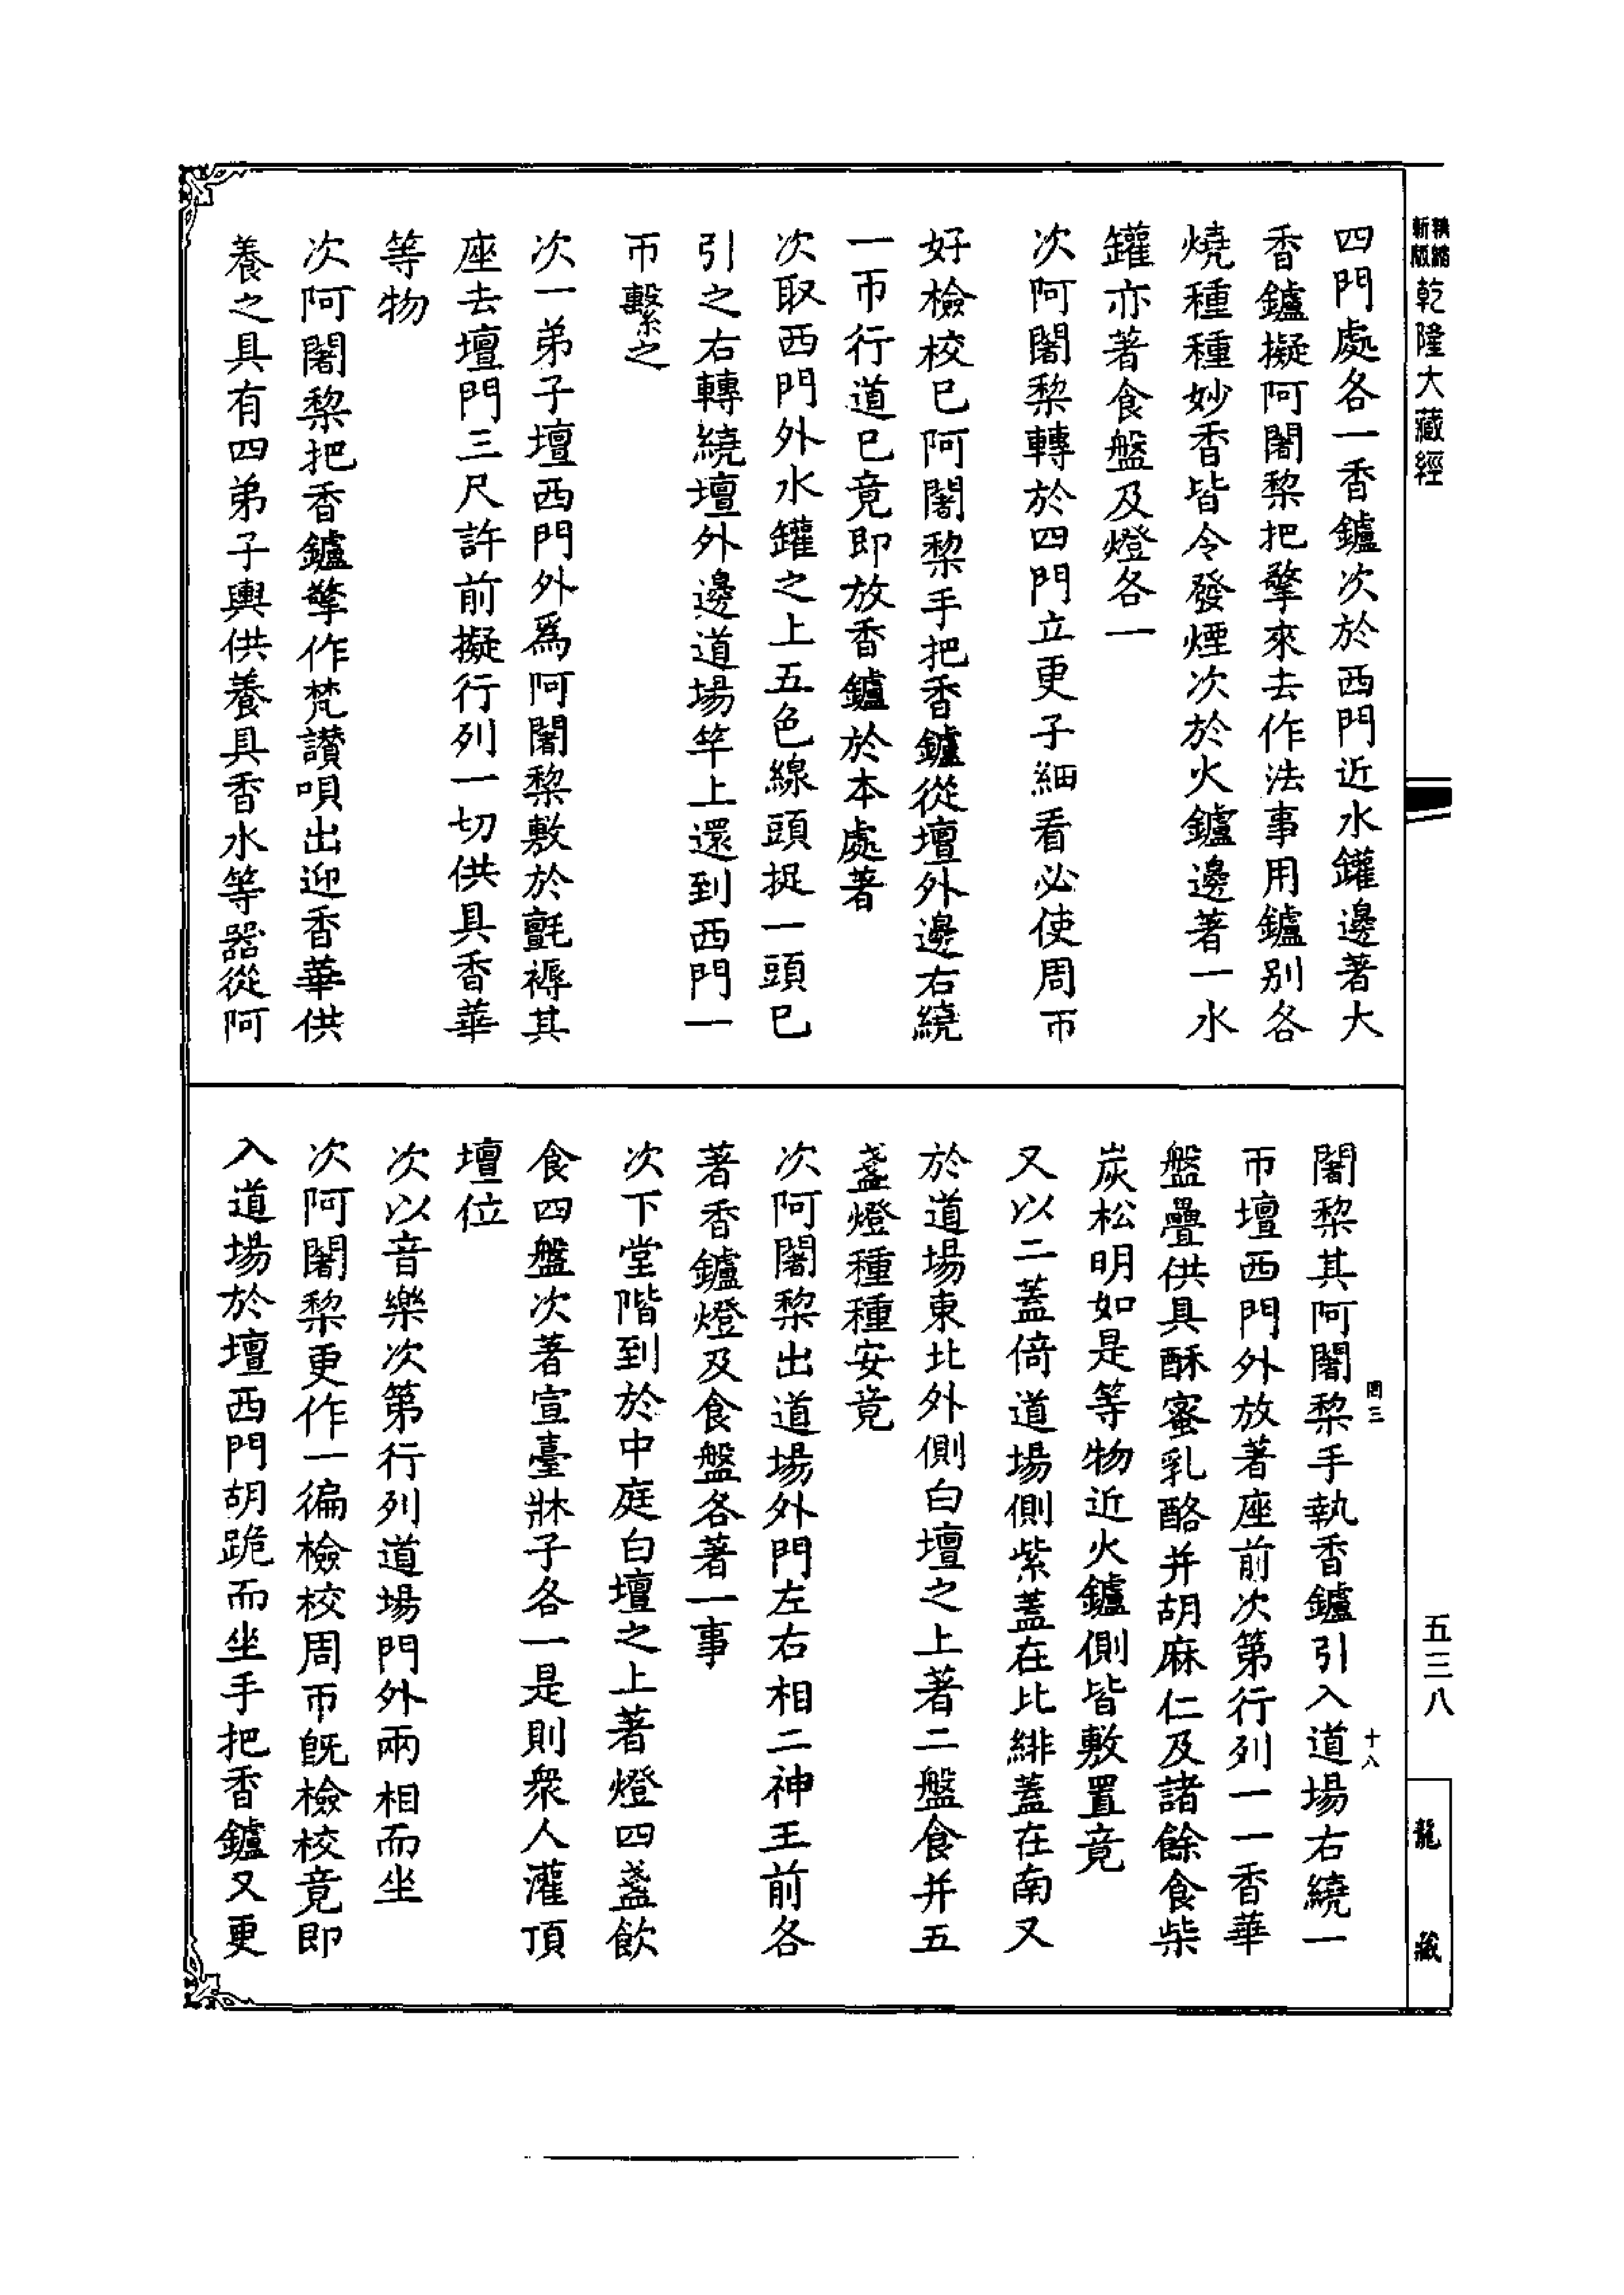 乾隆大藏經
四門處各一香鑪次於西門近水鑵邊著大
香鑪擬阿闍黎把擎來去作法事用鑪别各
燒種種妙香皆令發煙次於火鑪邊著一水
鑵亦著食盤及燈各一
次阿闍黎轉於四門立更子細看必使周帀
好檢校已阿闍黎手把香鑪從壇外邊右繞
一帀行道已竟即放香鑪於本處著
次取西門外水鑵之上五色線頭捉一頭已
引之右轉繞壇外邊道場竿上還到西門一
帀繫之
次一弟子壇西門外爲阿闍黎敷於氈褥其
座去壇門三尺許前擬行列一切供具香華
等物
次阿闍黎把香鑪擎作梵讃唄出迎香華供
養之具有四弟子輿供養具香水等器從阿
闍黎其阿闍黎手執香鑪引入道場右繞一
帀壇西門外放著座前次第行列一一香華
盤疊供具酥蜜乳酪并胡麻仁及諸餘食柴
炭松明如是等物近火鑪側皆敷置竟
又以二蓋倚道場側紫蓋在比緋蓋在南又
於道場東北外側白壇之上著二盤食并五
盞燈種種安竟
次阿闍黎出道場外門左右相二神王前各
著香鑪燈及食盤各著一事
次下堂階到於中庭白壇之上著燈四盞飲
食四盤次著宣臺牀子各一是則衆人灌頂
壇位
次以音樂次第行列道場門外兩相而坐
次阿闍黎更作一徧檢校周帀旣檢校竟即
入道場於壇西門胡跪而坐手把香鑪又更
十八
五三八
龍藏